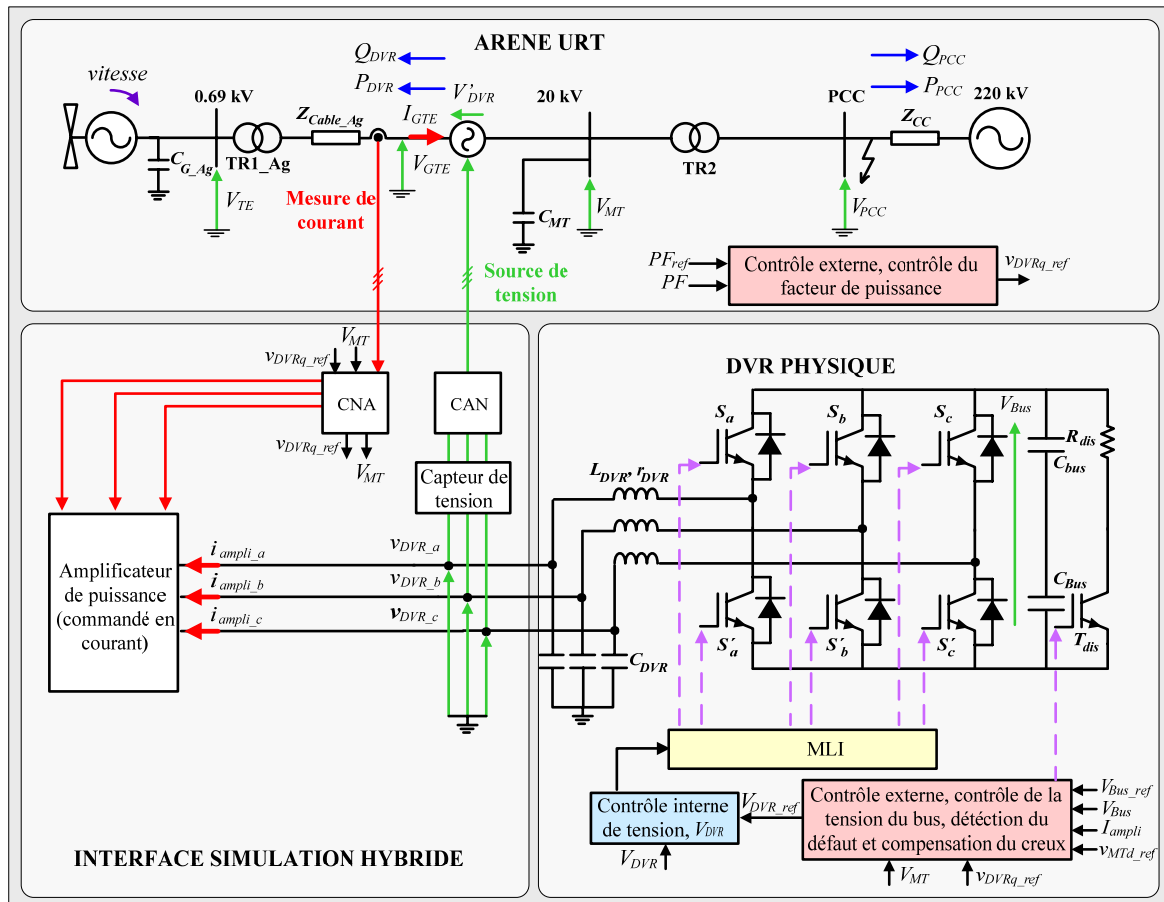 ARENE URT
Q_DVR
P_DVR
V'_DVR
Q_PCC
P_PCC
vitesse
0.69 kV
Z_Cable_Ag
I_GTE
20 kV
PCC
Z_CC
220 kV
C_G_Ag
TR1_Ag
V_GTE
TR2
V_TE
Mesure de
courant
C_MT
V_MT
V_PCC
Source de
tension
PF_ref
PF
Contrôle externe, contrôle du
facteur de puissance
v_DVRq_ref
v_DVRq_ref
V_MT
CNA
CAN
v_DVRq_ref
V_MT
Capteur de
tension
Amplificateur
de puissance
(commandé en
courant)
i_ampli_a
i_ampli_b
i_ampli_c
v_DVR_a
v_DVR_b
v_DVR_c
INTERFACE SIMULATION HYBRIDE
DVR PHYSIQUE
S_a
S_b
S_c
V_Bus
R_dis
C_bus
L_DVR, r_DVR
C_Bus
S'_a
S'_b
S'_c
T_dis
C_DVR
MLI
Contrôle interne
de tension, V_DVR
V_DVR_ref
Contrôle externe, contrôle de la
tension du bus, détéction du
défaut et compensation du creux
V_Bus_ref
V_Bus
I_ampli
v_MTd_ref
V_DVR
V_MT
v_DVRq_ref